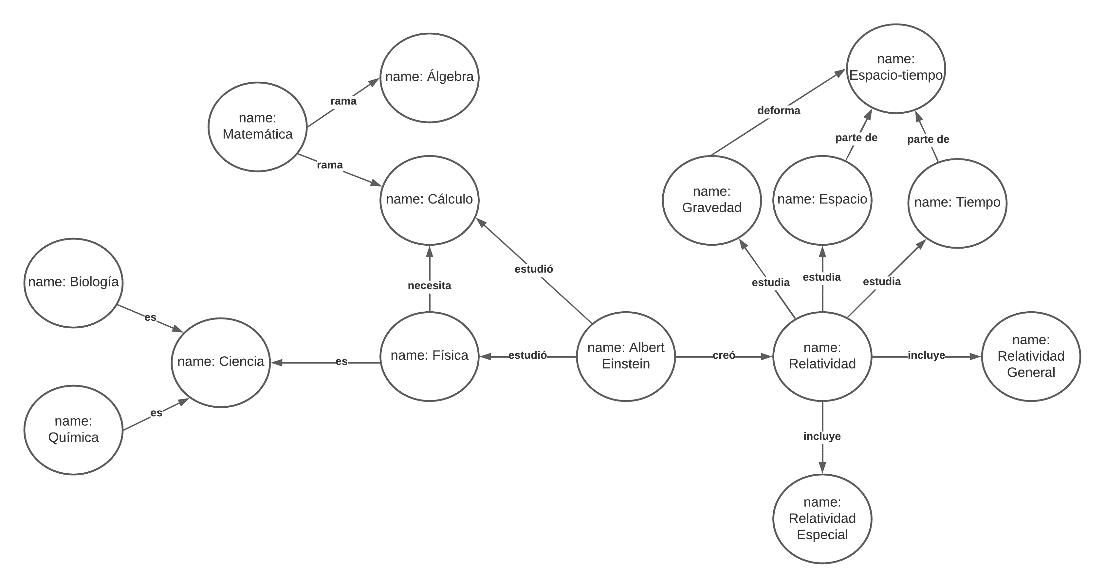 name:
Espacio-tiempo
name: Álgebra
rama
deforma
name:
Matemática
parte de
parte de
rama
name: Cálculo
name:
Gravedad
name: Espacio
name: Tiempo
estudió
name: Biología
necesita
estudia
estudia
estudia
es
name: Ciencia
es
name: Física
estudió
name: Albert
Einstein
creó
name:
Relatividad
incluye
name:
Relatividad
General
es
name:
Química
incluye
name:
Relatividad
Especial